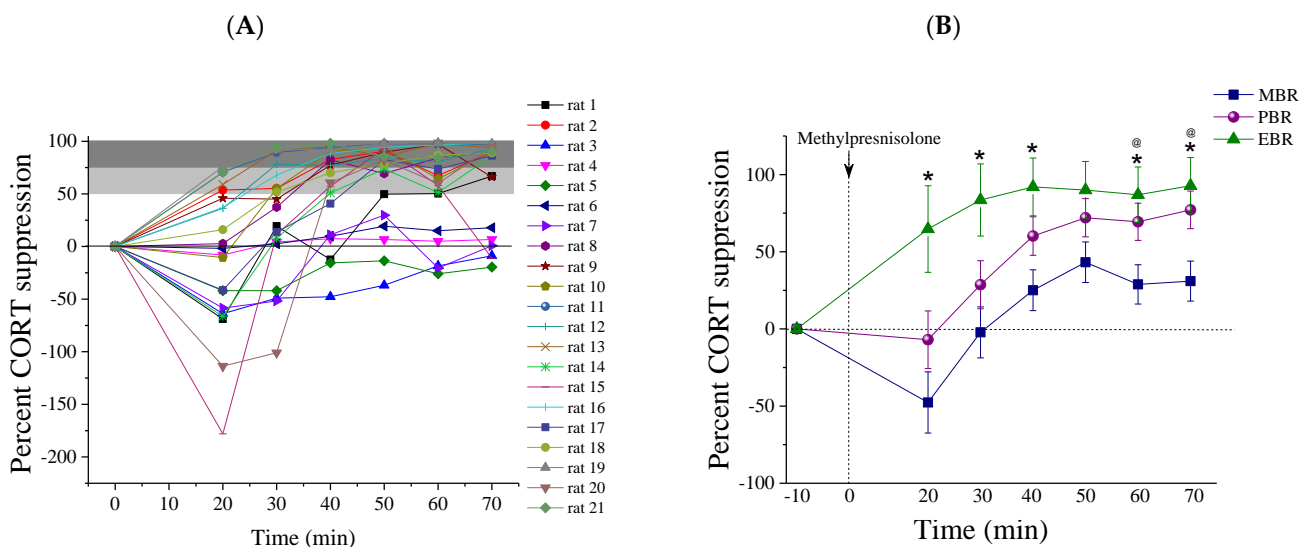 (A)
(B)
Percent CORT suppression
100
50
0
-50
-100
-150
-200
0 10 20 30 40 50 60 70
Time (min)
rat 1
rat 2
rat 3
rat 4
rat 5
rat 6
rat 7
rat 8
rat 9
rat 10
rat 11
rat 12
rat 13
rat 14
rat 15
rat 16
rat 17
rat 18
rat 19
rat 20
rat 21
Percent CORT suppression
100
50
0
-50
-100
Methylpresnisolone
* * * @ * @ *
-10 0 20 30 40 50 60 70
Time (min)
MBR
PBR
EBR